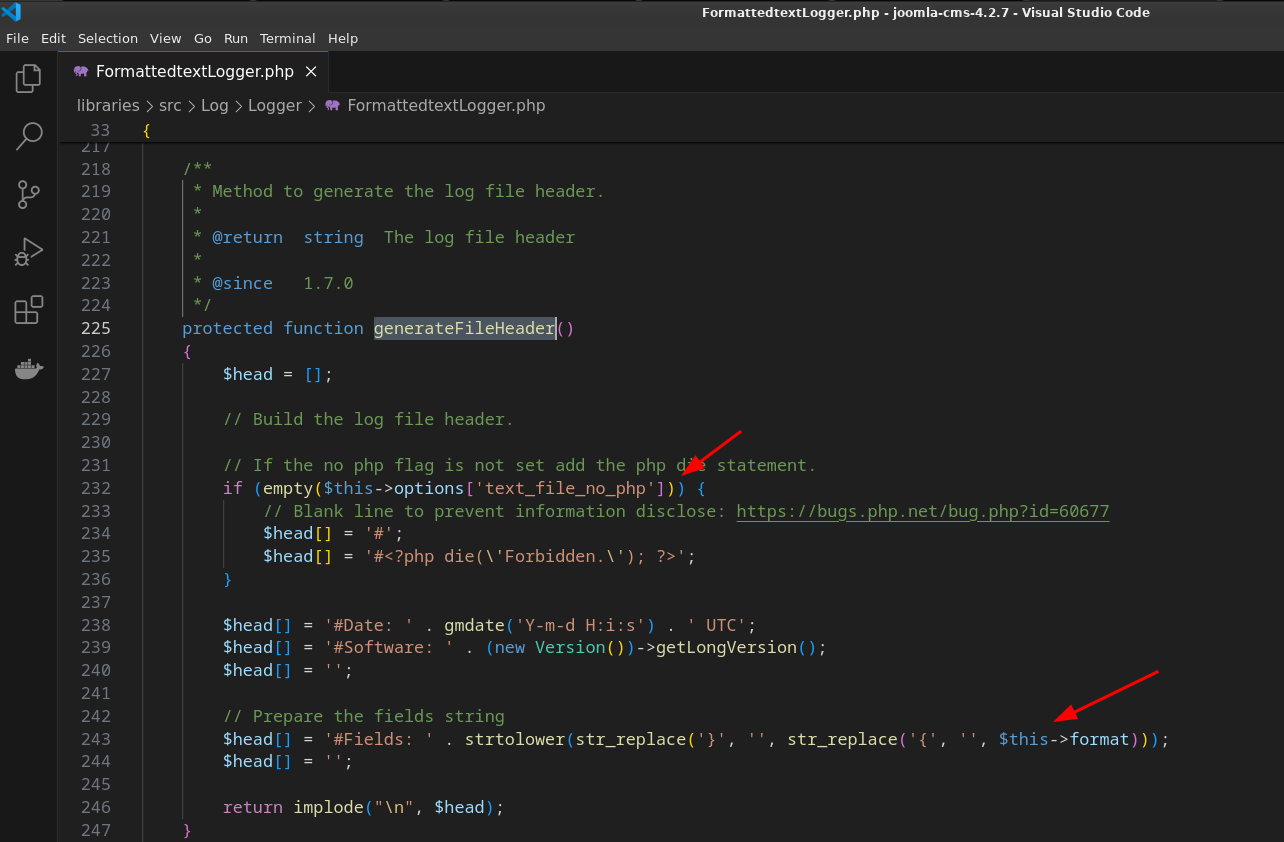 FormattedtextLogger.php - joomla-cms-4.2.7 - Visual Studio Code
File Edit Selection View Go Run Terminal Help
FormattedtextLogger.php
libraries > src > Log > Logger > FormattedtextLogger.php
33 {
217
218 /**
219 * Method to generate the log file header.
220 *
221 * @return  string  The log file header
222 *
223 * @since   1.7.0
224 */
225 protected function generateFileHeader()
226 {
227 $head = [];
228
229 // Build the log file header.
230
231 // If the no php flag is not set add the php die statement.
232 if (empty($this->options['text_file_no_php'])) {
233 // Blank line to prevent information disclose: https://bugs.php.net/bug.php?id=60677
234 $head[] = '#';
235 $head[] = '#<?php die(\'Forbidden.\'); ?>';
236 }
237
238 $head[] = '#Date: ' . gmdate('Y-m-d H:i:s') . ' UTC';
239 $head[] = '#Software: ' . (new Version())->getLongVersion();
240 $head[] = '';
241
242 // Prepare the fields string
243 $head[] = '#Fields: ' . strtolower(str_replace('}', '', str_replace('{', '', $this->format)));
244 $head[] = '';
245
246 return implode("\n", $head);
247 }